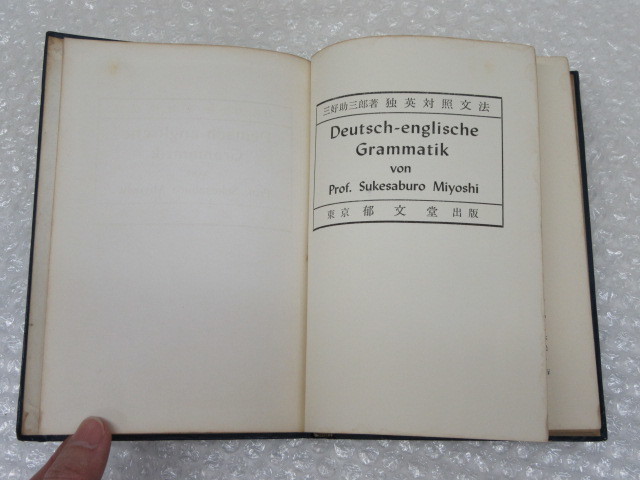 三好助三郎著 独英対照文法
Deutsch-englische
Grammatik
von
Prof. Sukesaburo Miyoshi
東京 郁文堂 出版